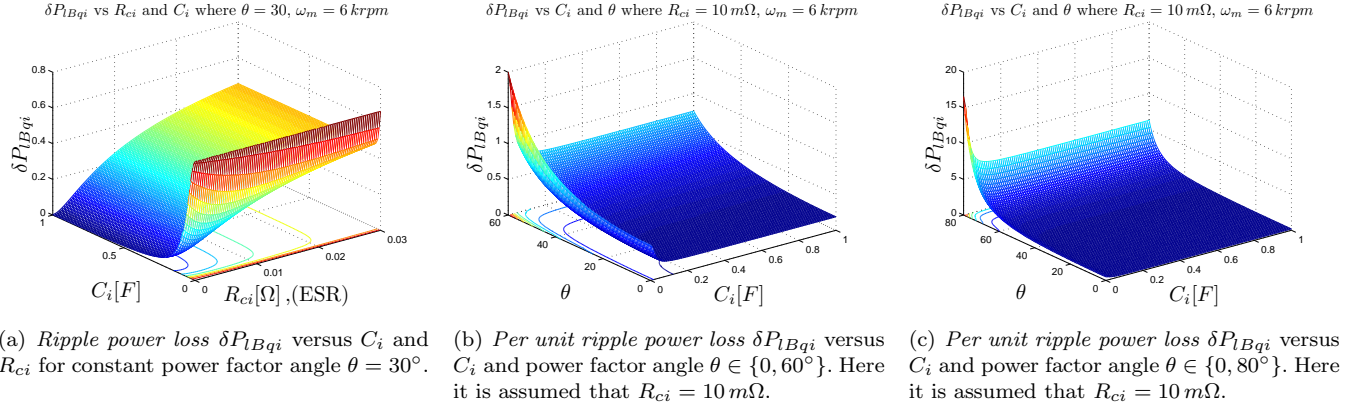 δP_{lBqi} vs R_{ci} and C_i where θ = 30, ω_m = 6 krpm
0.8
0.6
0.4
0.2
0
δP_{lBqi}
1
0.5
0
C_i[F]
0
0.01
0.02
0.03
R_{ci}[Ω] ,(ESR)
(a) Ripple power loss δP_{lBqi} versus C_i and
R_{ci} for constant power factor angle θ = 30°.
δP_{lBqi} vs C_i and θ where R_{ci} = 10 mΩ, ω_m = 6 krpm
2
1.5
1
0.5
0
δP_{lBqi}
60
40
20
0
θ
0
0.2
0.4
0.6
0.8
1
C_i[F]
(b) Per unit ripple power loss δP_{lBqi} versus
C_i and power factor angle θ ∈ {0, 60°}. Here
it is assumed that R_{ci} = 10 mΩ.
δP_{lBqi} vs C_i and θ where R_{ci} = 10 mΩ, ω_m = 6 krpm
20
15
10
5
0
δP_{lBqi}
80
60
40
20
0
θ
0
0.2
0.4
0.6
0.8
1
C_i[F]
(c) Per unit ripple power loss δP_{lBqi} versus
C_i and power factor angle θ ∈ {0, 80°}. Here
it is assumed that R_{ci} = 10 mΩ.